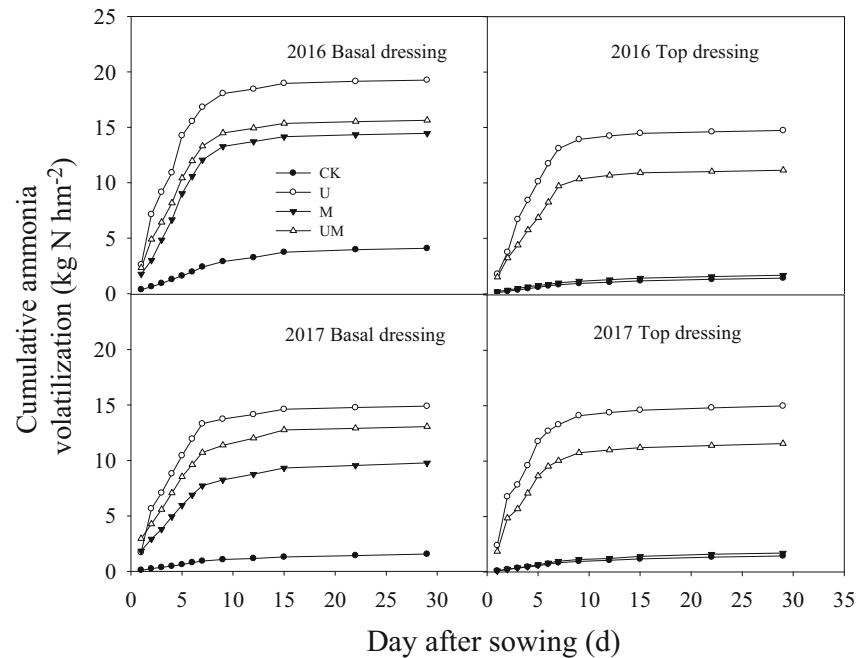 Cumulative ammonia
volatilization (kg N hm-2)
25
20
15
10
5
0
2016 Basal dressing
CK
U
M
UM
2016 Top dressing
20
15
10
5
0
2017 Basal dressing
2017 Top dressing
0 5 10 15 20 25 30
0 5 10 15 20 25 30 35
Day after sowing (d)